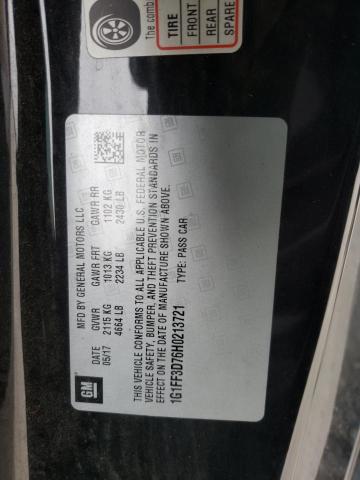 The comb
TIRE
FRONT
REAR
SPARE
GM
MFD BY GENERAL MOTORS LLC
DATE GVWR GAWR FRT GAWR RR
05/17 2115 KG 1013 KG 1102 KG
4664 LB 2234 LB 2430 LB
THIS VEHICLE CONFORMS TO ALL APPLICABLE U.S. FEDERAL MOTOR
VEHICLE SAFETY, BUMPER, AND THEFT PREVENTION STANDARDS IN
EFFECT ON THE DATE OF MANUFACTURE SHOWN ABOVE.
1G1FF3D76H0213721 TYPE: PASS CAR